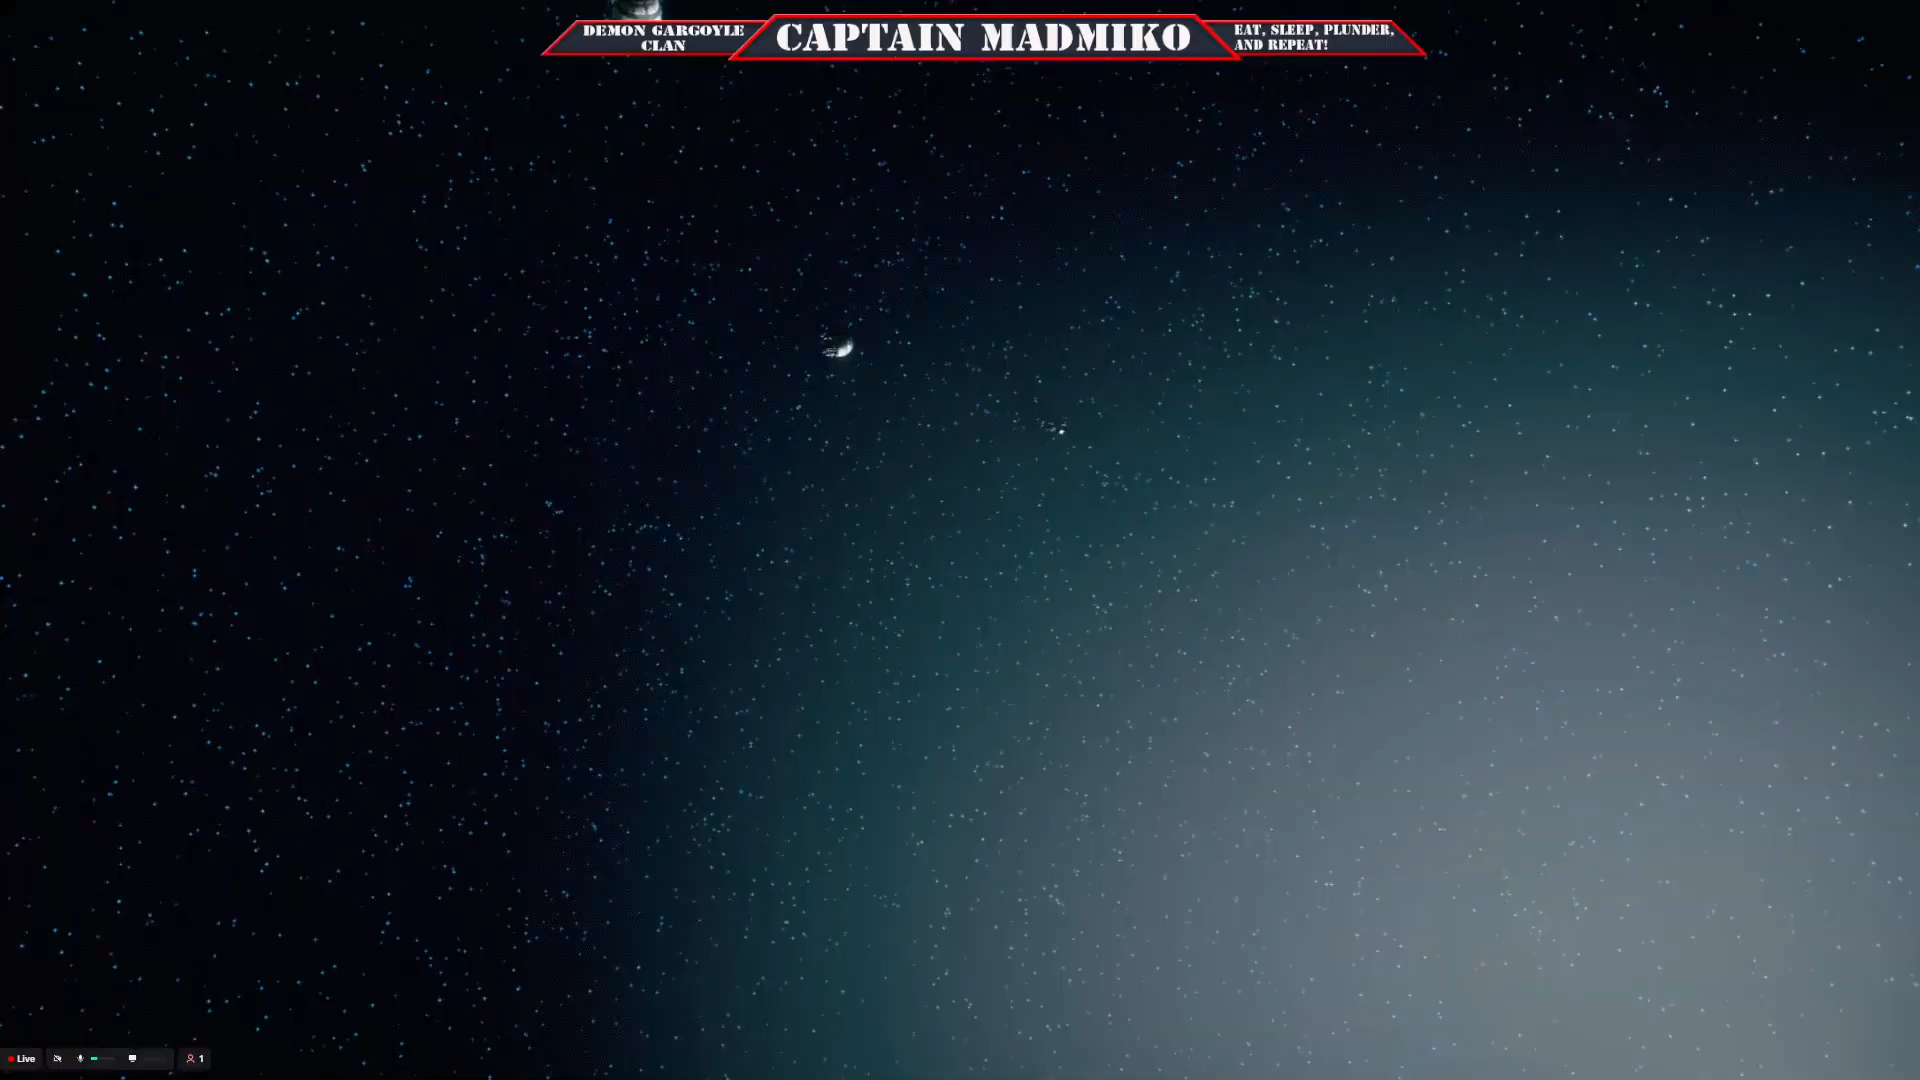 DEMON GARGOYLE
CLAN
CAPTAIN MADMIKO
EAT, SLEEP, PLUNDER,
AND REPEAT!
Live
1